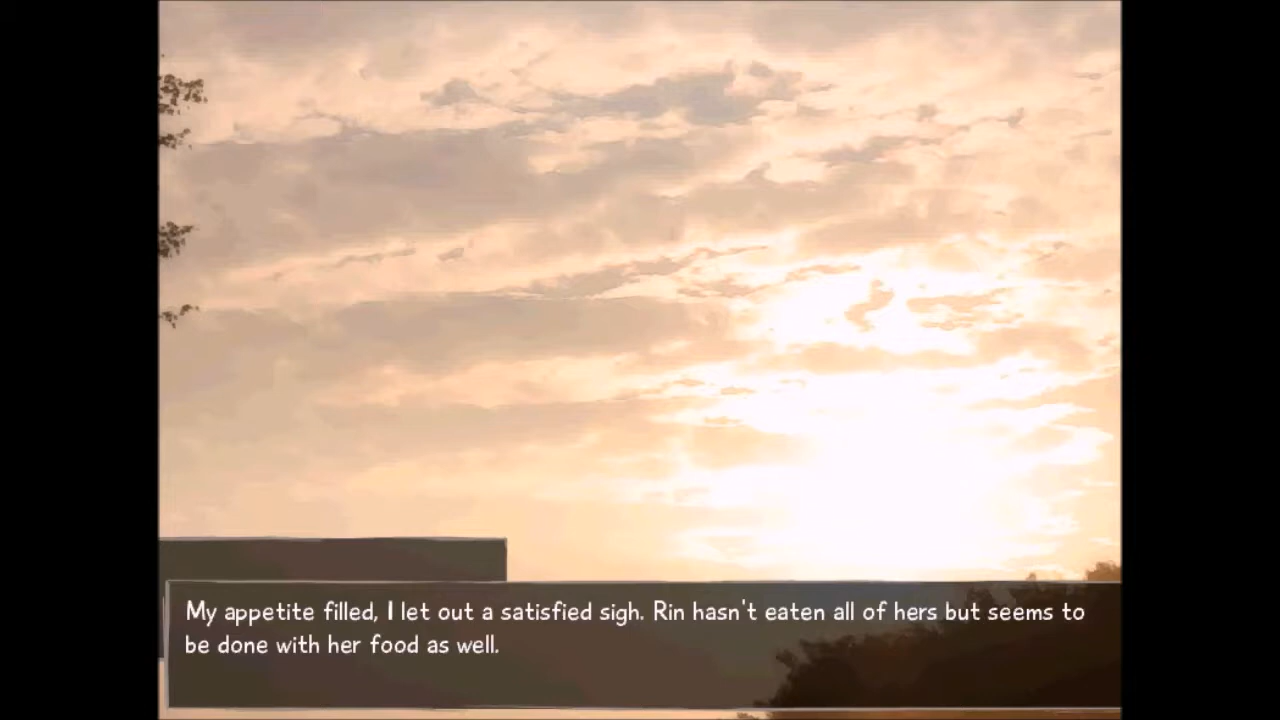 My appetite filled, I let out a satisfied sigh. Rin hasn't eaten all of hers but seems to
be done with her food as well.